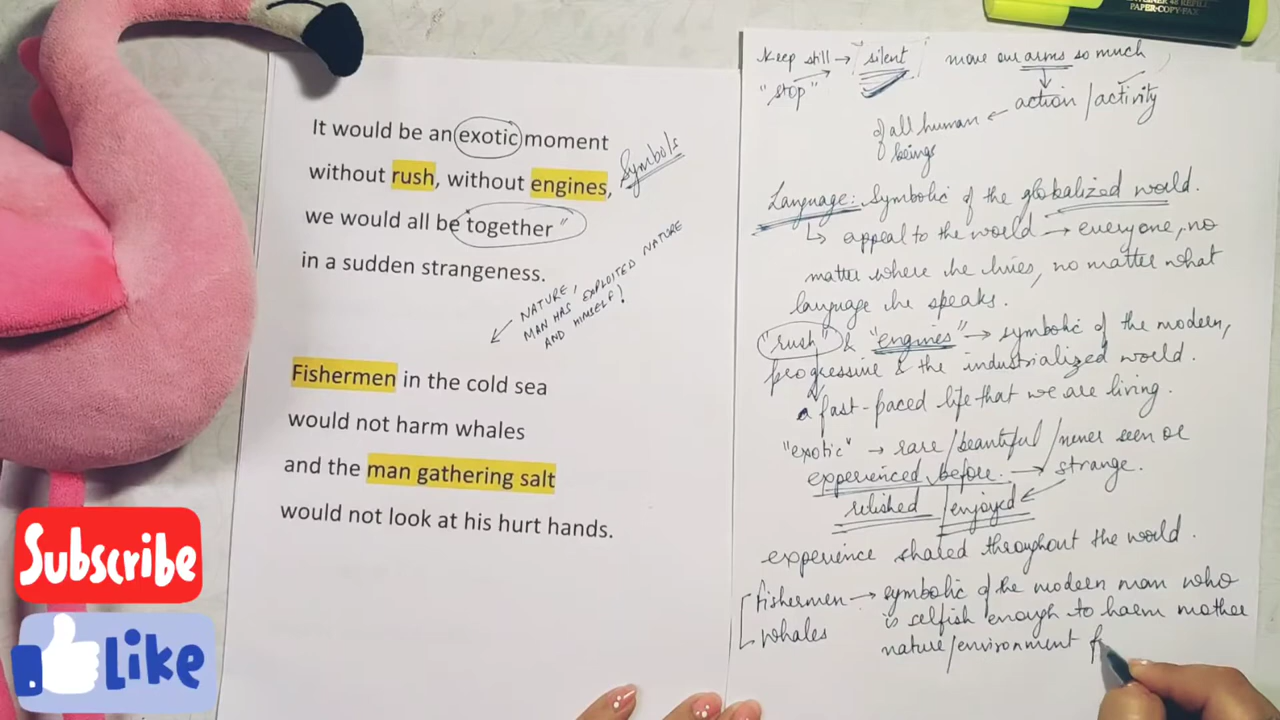 It would be an exotic moment
without rush, without engines,
we would all be together"
in a sudden strangeness.
Symbols
NATURE,
MAN HAS EXPLOITED NATURE
AND HIMSELF!
Fishermen in the cold sea
would not harm whales
and the man gathering salt
would not look at his hurt hands.
Keep still → silent move our arms so much
"stop" action / activity
of all human
beings
Language: Symbolic of the globalized world.
↳ appeal to the world → everyone, no
matter where he lives, no matter what
language he speaks.
"rush" & "engines" → symbolic of the modern,
progressive & the industrialized world.
a fast-paced life that we are living.
"exotic" → rare/beautiful/never seen or
experienced before. → strange.
relished / enjoyed
experience shared throughout the world.
fishermen → symbolic of the modern man who
whales is selfish enough to harm mother
nature/environment f
Subscribe
Like
PAPER-COPY-FAX